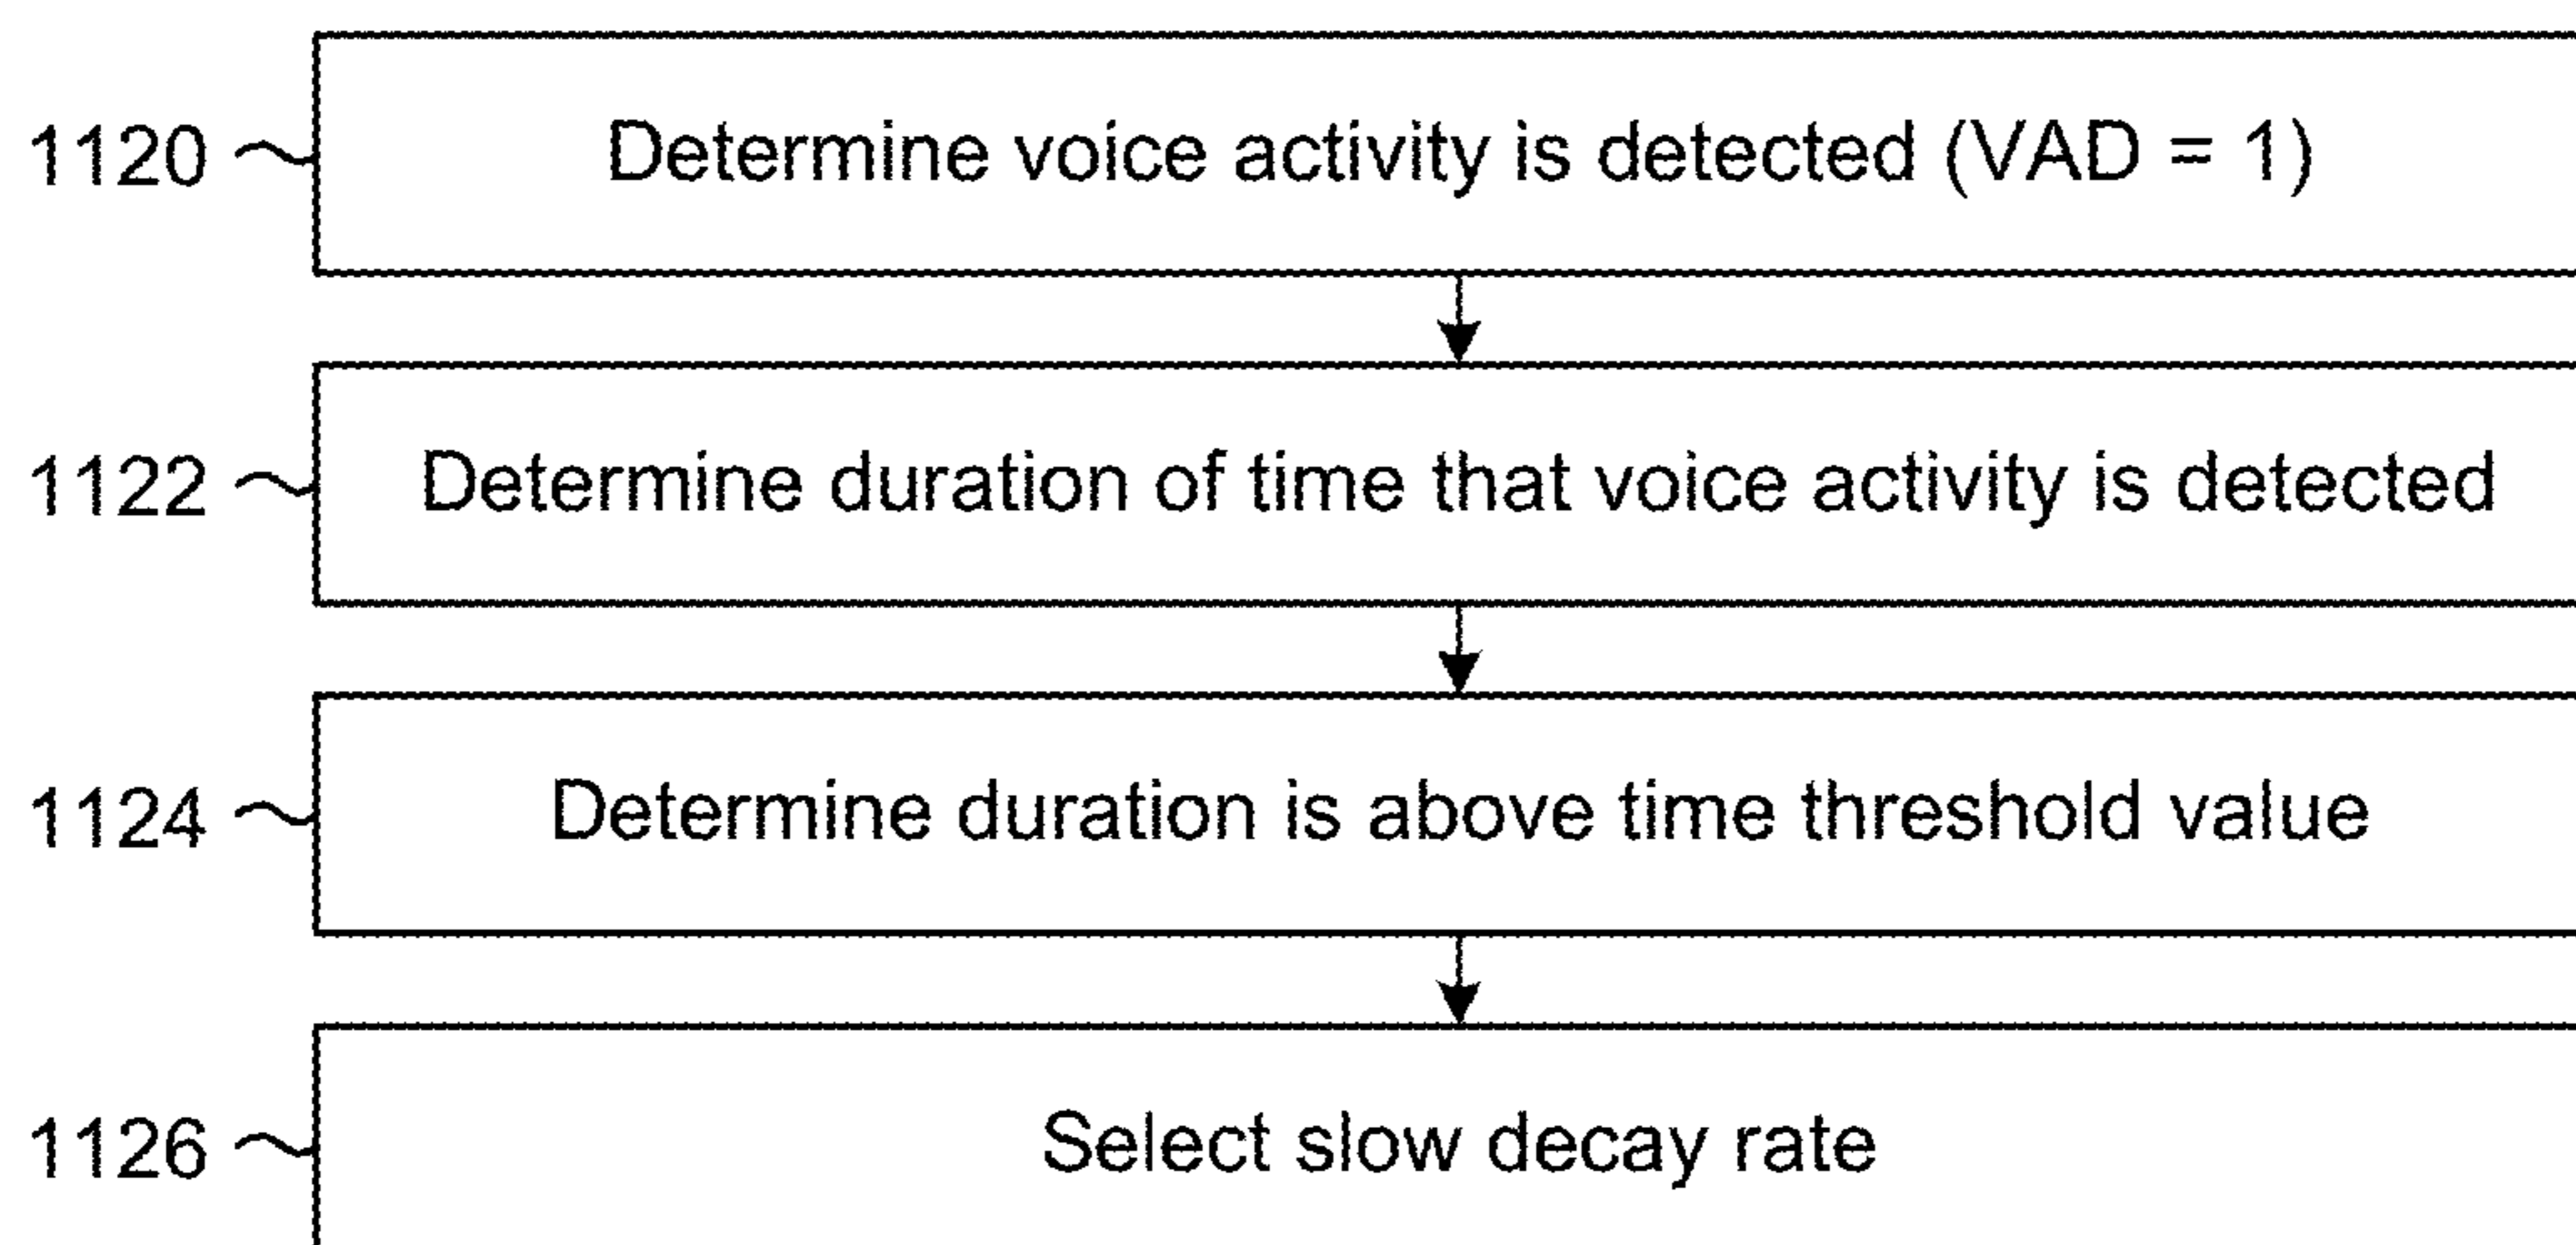 1120 Determine voice activity is detected (VAD = 1)
1122 Determine duration of time that voice activity is detected
1124 Determine duration is above time threshold value
1126 Select slow decay rate